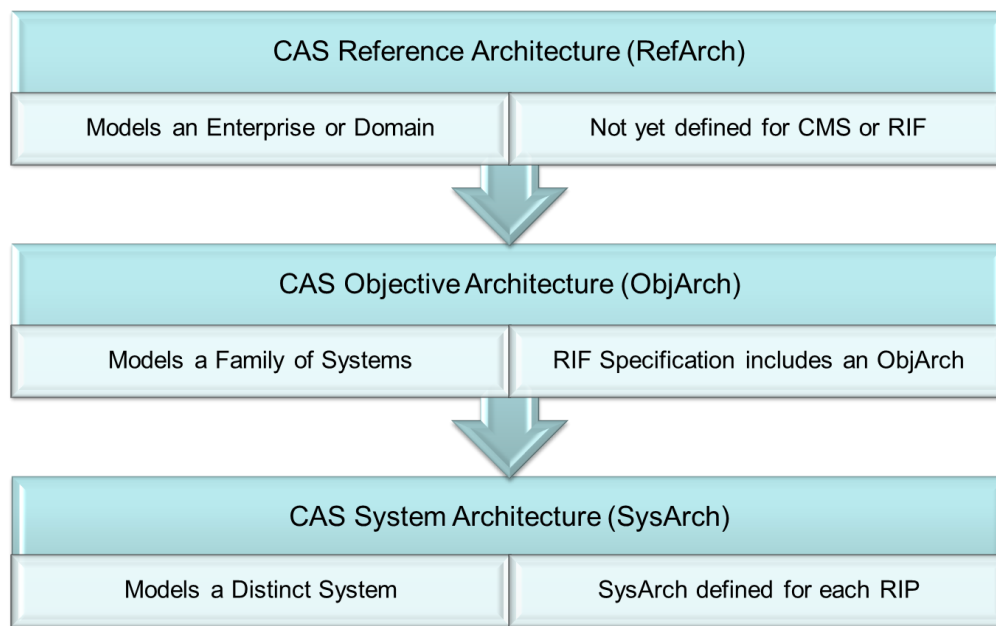 CAS Reference Architecture (RefArch)
Models an Enterprise or Domain
Not yet defined for CMS or RIF
CAS Objective Architecture (ObjArch)
Models a Family of Systems
RIF Specification includes an ObjArch
CAS System Architecture (SysArch)
Models a Distinct System
SysArch defined for each RIP